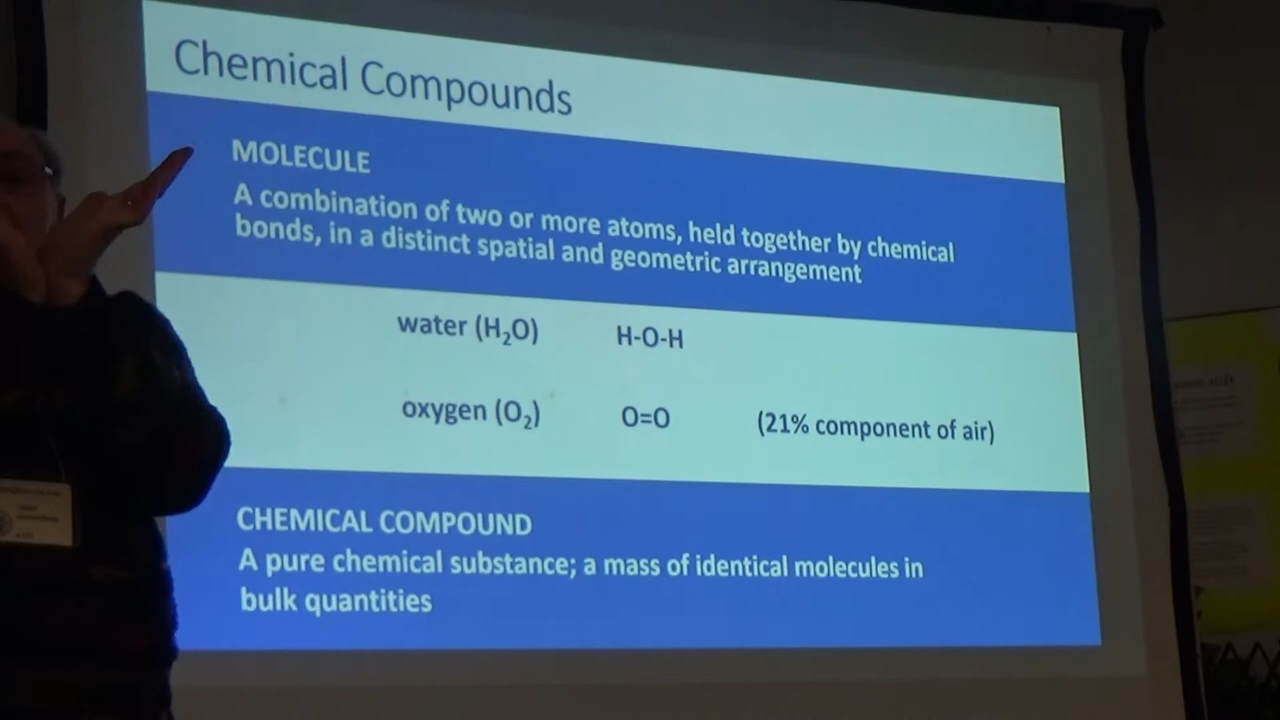 Chemical Compounds
MOLECULE
A combination of two or more atoms, held together by chemical
bonds, in a distinct spatial and geometric arrangement
water (H₂O) H-O-H
oxygen (O₂) O=O (21% component of air)
CHEMICAL COMPOUND
A pure chemical substance; a mass of identical molecules in
bulk quantities